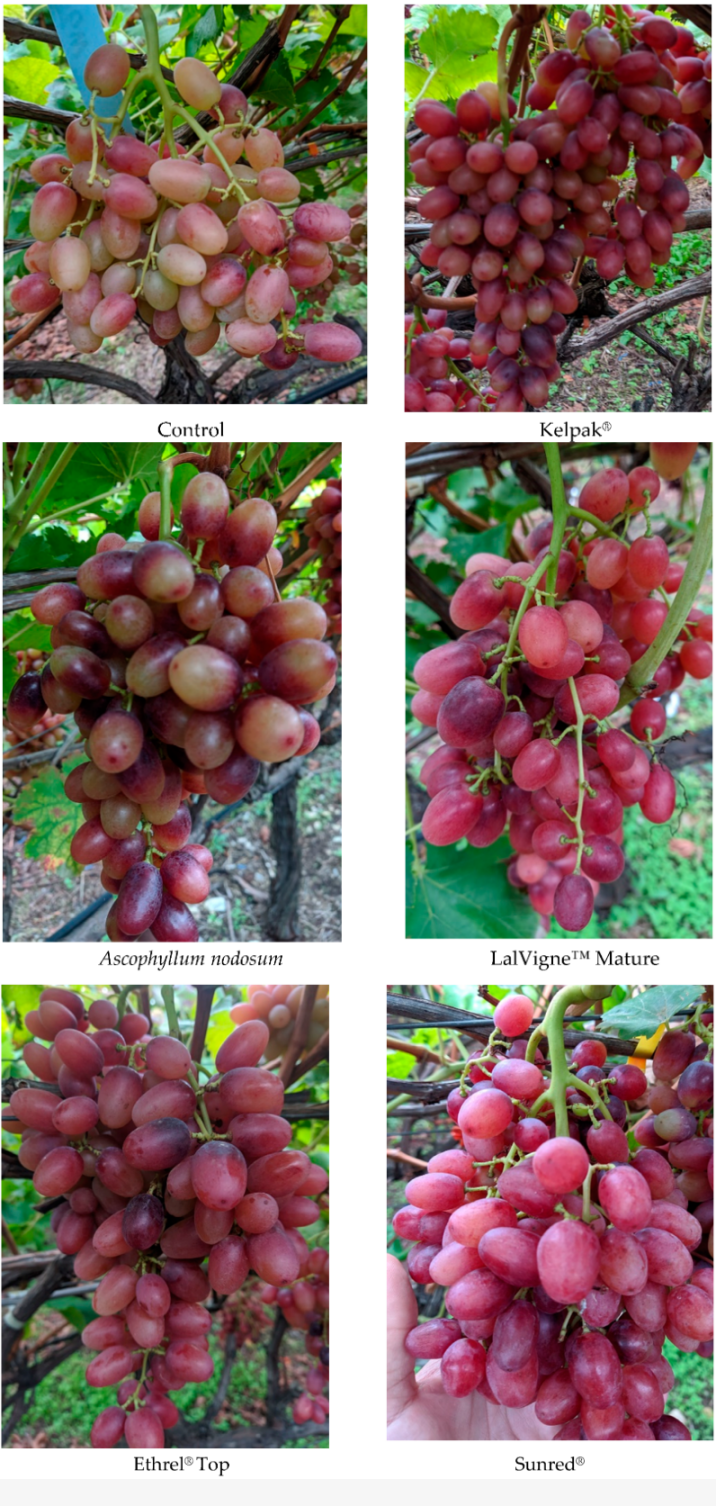 Control
Kelpak®
Ascophyllum nodosum
LalVigne™ Mature
Ethrel® Top
Sunred®